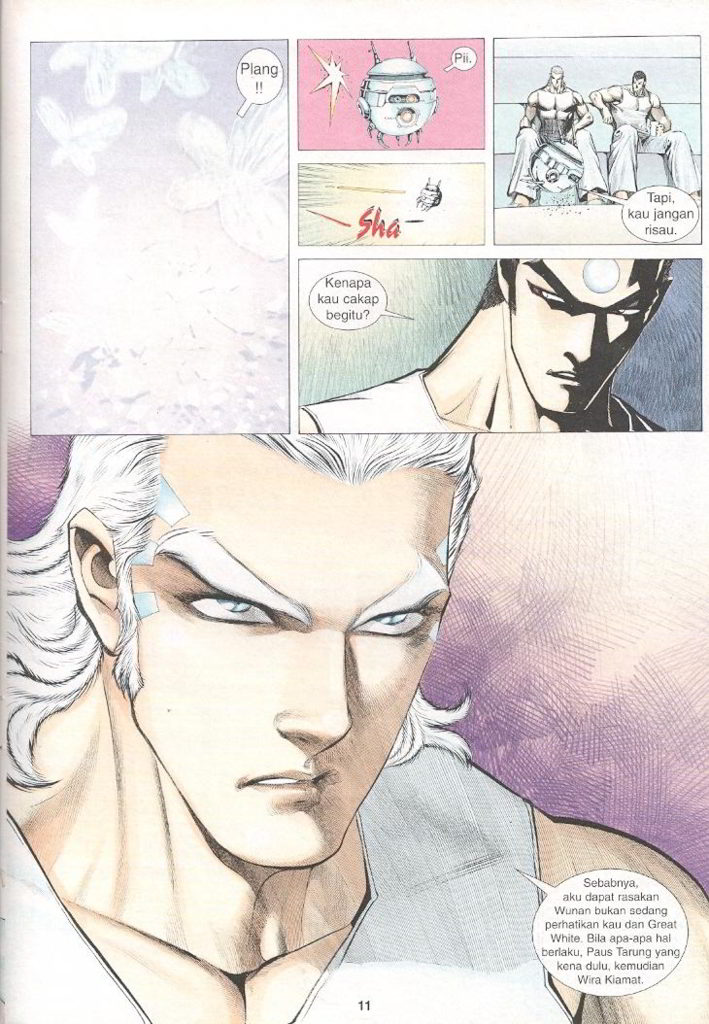 Plang
!!
Pii.
Sha
Tapi,
kau jangan
risau.
Kenapa
kau cakap
begitu?
Sebabnya,
aku dapat rasakan
Wunan bukan sedang
perhatikan kau dan Great
White. Bila apa-apa hal
berlaku, Paus Tarung yang
kena dulu, kemudian
Wira Kiamat.
11